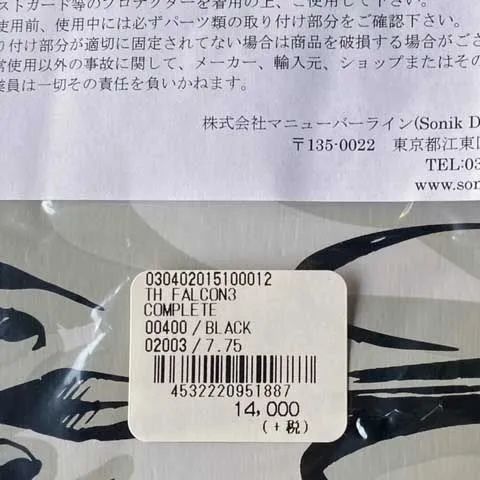 ストガード等のプロテクターを着用の上、ご使用して下さい。
使用前、使用中には必ずパーツ類の取り付け部分をご確認下さい。
り付け部分が適切に固定されてない場合は商品を破損する場合がござ
常使用以外の事故に関して、メーカー、輸入元、ショップまたはその
業員は一切その責任を負いかねます。
株式会社マニューバーライン(Sonik D
〒135-0022 東京都江東区
TEL:03
www.son
030402015100012
TH FALCON3
COMPLETE
00400 / BLACK
02003 / 7.75
4532220951887
14,000
(+税)